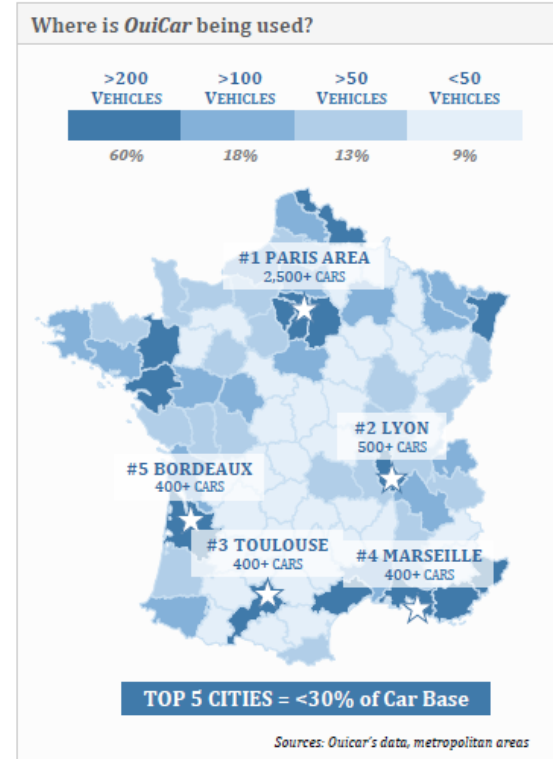 Where is OuiCar being used?
>200 >100 >50 <50
VEHICLES VEHICLES VEHICLES VEHICLES
60% 18% 13% 9%
#1 PARIS AREA
2,500+ CARS
#2 LYON
500+ CARS
#5 BORDEAUX
400+ CARS
#3 TOULOUSE
400+ CARS
#4 MARSEILLE
400+ CARS
TOP 5 CITIES = <30% of Car Base
Sources: Ouicar's data, metropolitan areas